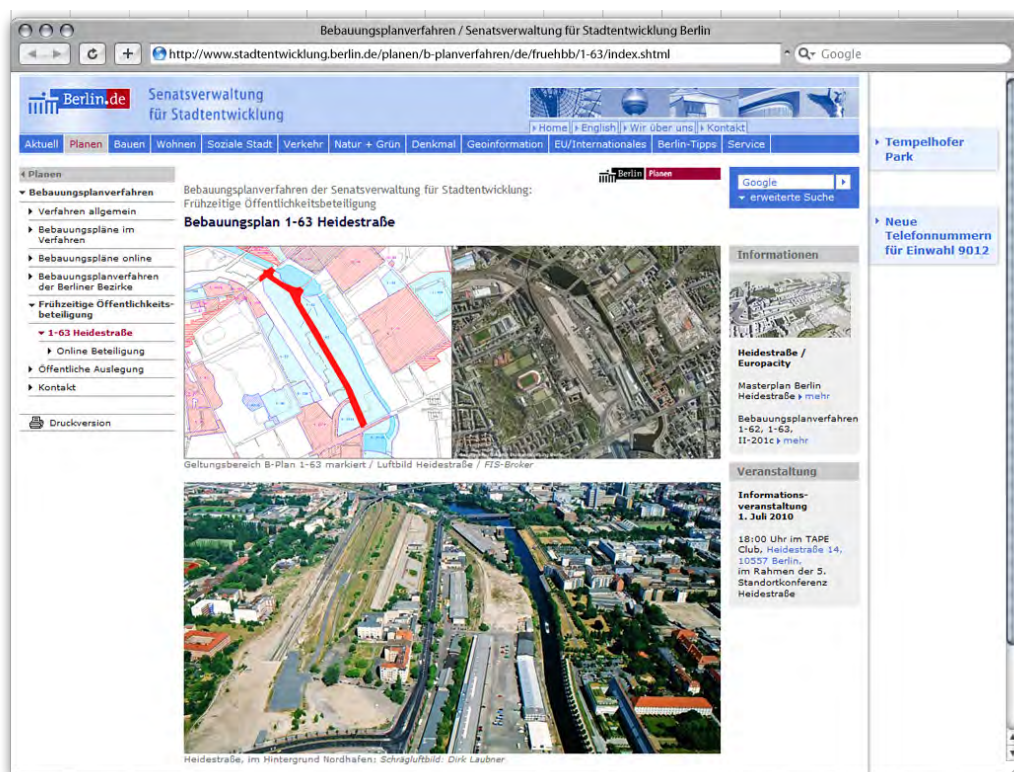 Bebauungsplanverfahren / Senatsverwaltung für Stadtentwicklung Berlin
http://www.stadtentwicklung.berlin.de/planen/b-planverfahren/de/fruehbb/1-63/index.shtml
Google
Berlin.de
Senatsverwaltung
für Stadtentwicklung
Home English Wir über uns Kontakt
Aktuell Planen Bauen Wohnen Soziale Stadt Verkehr Natur + Grün Denkmal Geoinformation EU/Internationales Berlin-Tipps Service
Planen
Bebauungsplanverfahren
Verfahren allgemein
Bebauungspläne im
Verfahren
Bebauungspläne online
Bebauungsplanverfahren
der Berliner Bezirke
Frühzeitige Öffentlichkeits-
beteiligung
1-63 Heidestraße
Online Beteiligung
Öffentliche Auslegung
Kontakt
Druckversion
Berlin Planen
Bebauungsplanverfahren der Senatsverwaltung für Stadtentwicklung:
Frühzeitige Öffentlichkeitsbeteiligung
Bebauungsplan 1-63 Heidestraße
Geltungsbereich B-Plan 1-63 markiert / Luftbild Heidestraße / FIS-Broker
Heidestraße, im Hintergrund Nordhafen; Schrägluftbild: Dirk Laubner
Google
erweiterte Suche
Informationen
Heidestraße /
Europacity
Masterplan Berlin
Heidestraße mehr
Bebauungsplanverfahren
1-62, 1-63,
II-201c mehr
Veranstaltung
Informations-
veranstaltung
1. Juli 2010
18:00 Uhr im TAPE
Club, Heidestraße 14,
10557 Berlin,
im Rahmen der 5.
Standortkonferenz
Heidestraße
Tempelhofer
Park
Neue
Telefonnummern
für Einwahl 9012